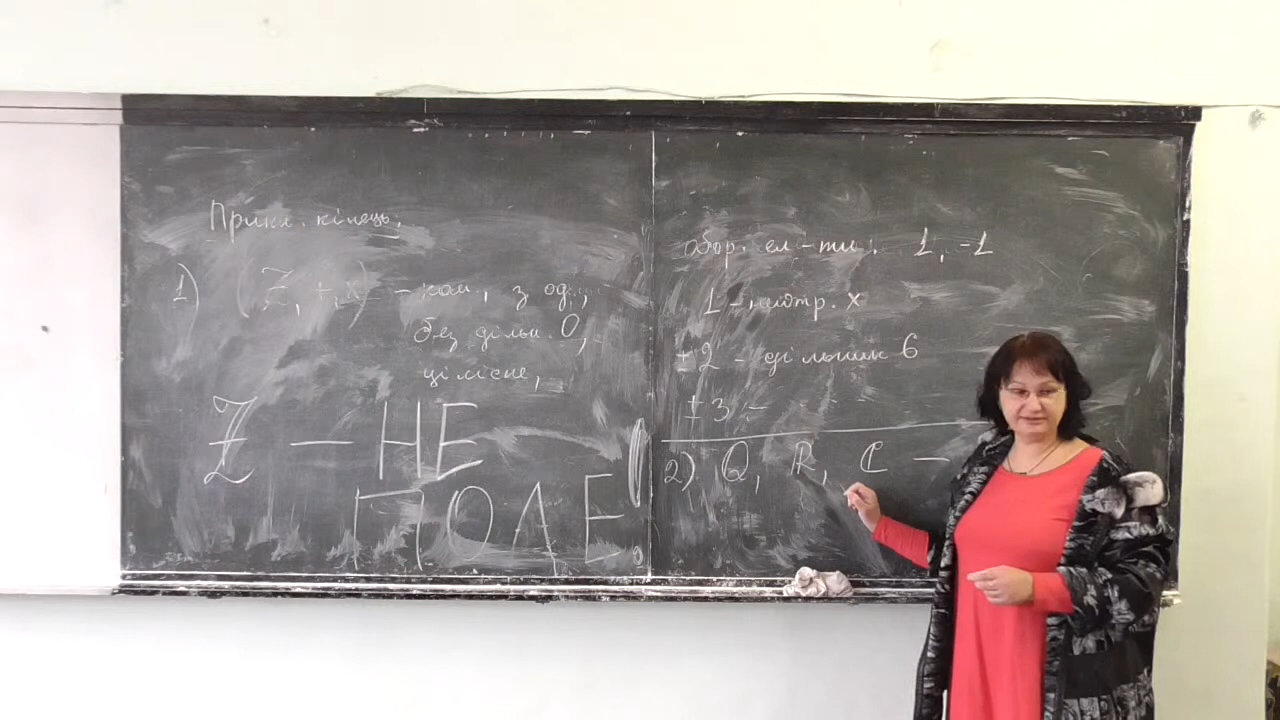 Прикл. кілець:
1) (ℤ, +, ×) – ком., з од.,
без дільн. 0,
цілісне,
ℤ – НЕ
ПОЛЕ!
обор. ел-ти: 1, -1
1 – нейтр. ×
±2 – дільник 6
±3 –
2) ℚ, ℝ, ℂ –